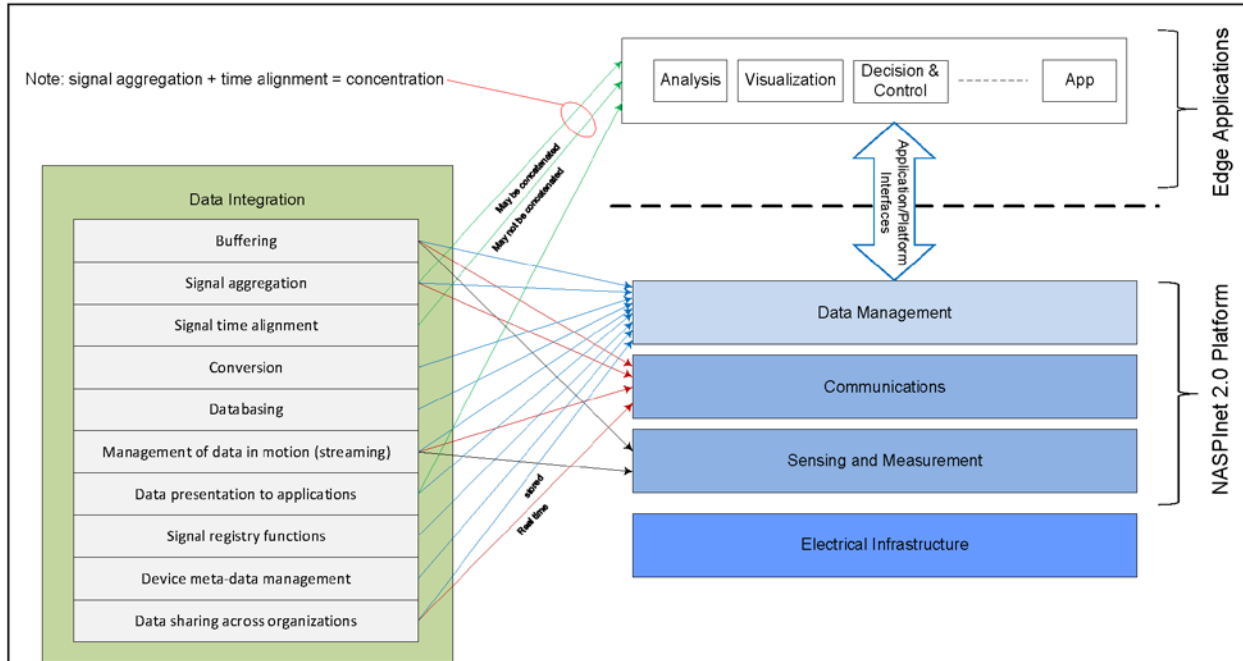 Note: signal aggregation + time alignment = concentration
Analysis
Visualization
Decision &
Control
App
Edge Applications
May be concatenated
May not be concatenated
Application/Platform
Interfaces
Data Integration
Buffering
Signal aggregation
Signal time alignment
Conversion
Databasing
Management of data in motion (streaming)
Data presentation to applications
Signal registry functions
Device meta-data management
Data sharing across organizations
stored
Real time
Data Management
Communications
Sensing and Measurement
Electrical Infrastructure
NASPInet 2.0 Platform